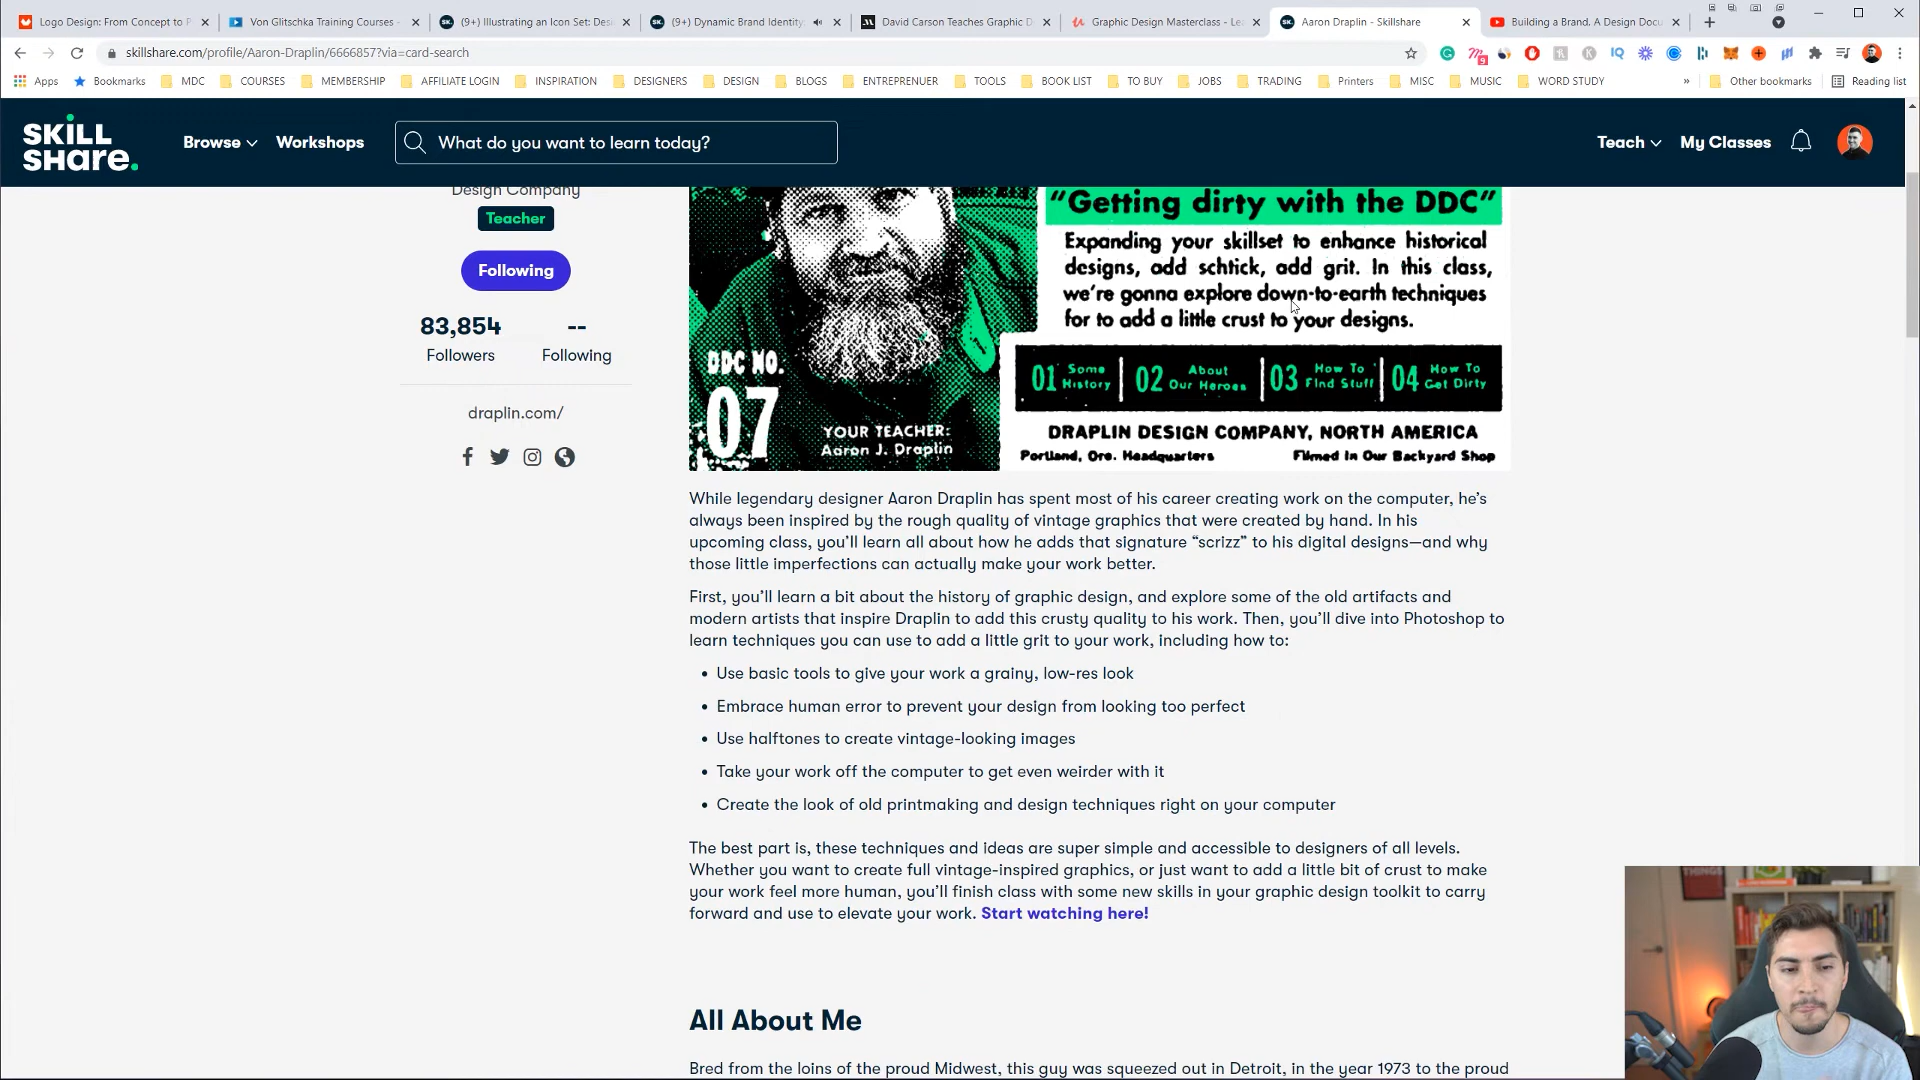 Logo Design: From Concept to P
Von Glitschka Training Courses -
(9+) Illustrating an Icon Set: Desi
(9+) Dynamic Brand Identity:
David Carson Teaches Graphic D
Graphic Design Masterclass - Le
Aaron Draplin - Skillshare
Building a Brand. A Design Docu
skillshare.com/profile/Aaron-Draplin/6666857?via=card-search
9
IQ
Apps
Bookmarks
MDC
COURSES
MEMBERSHIP
AFFILIATE LOGIN
INSPIRATION
DESIGNERS
DESIGN
BLOGS
ENTREPRENUER
TOOLS
BOOK LIST
TO BUY
JOBS
TRADING
Printers
MISC
MUSIC
WORD STUDY
»
Other bookmarks
Reading list
SKILL
SHARE.
Browse
Workshops
What do you want to learn today?
Teach
My Classes
Design Company
Teacher
Following
83,854
Followers
--
Following
draplin.com/
DDC NO.
07
YOUR TEACHER:
Aaron J. Draplin
“Getting dirty with the DDC”
Expanding your skillset to enhance historical
designs, add schtick, add grit. In this class,
we’re gonna explore down-to-earth techniques
for to add a little crust to your designs.
01 Some History
02 About Our Heroes
03 How To Find Stuff
04 How To Get Dirty
DRAPLIN DESIGN COMPANY, NORTH AMERICA
Portland, Ore. Headquarters
Filmed In Our Backyard Shop
While legendary designer Aaron Draplin has spent most of his career creating work on the computer, he’s
always been inspired by the rough quality of vintage graphics that were created by hand. In his
upcoming class, you’ll learn all about how he adds that signature “scrizz” to his digital designs—and why
those little imperfections can actually make your work better.
First, you’ll learn a bit about the history of graphic design, and explore some of the old artifacts and
modern artists that inspire Draplin to add this crusty quality to his work. Then, you’ll dive into Photoshop to
learn techniques you can use to add a little grit to your work, including how to:
• Use basic tools to give your work a grainy, low-res look
• Embrace human error to prevent your design from looking too perfect
• Use halftones to create vintage-looking images
• Take your work off the computer to get even weirder with it
• Create the look of old printmaking and design techniques right on your computer
The best part is, these techniques and ideas are super simple and accessible to designers of all levels.
Whether you want to create full vintage-inspired graphics, or just want to add a little bit of crust to make
your work feel more human, you’ll finish class with some new skills in your graphic design toolkit to carry
forward and use to elevate your work. Start watching here!
All About Me
Bred from the loins of the proud Midwest, this guy was squeezed out in Detroit, in the year 1973 to the proud
THINGS